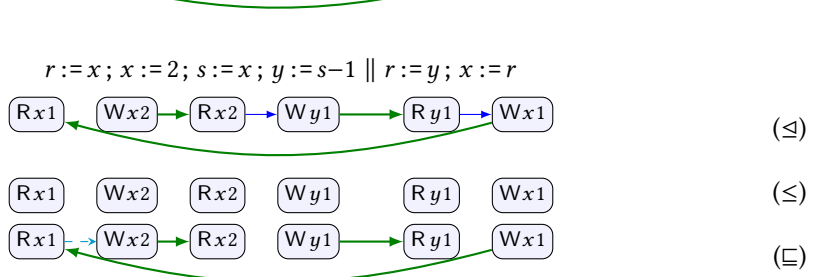 r := x ; x := 2 ; s := x ; y := s−1 || r := y ; x := r
Rx1 Wx2 Rx2 Wy1 Ry1 Wx1 (⊴)
Rx1 Wx2 Rx2 Wy1 Ry1 Wx1 (≤)
Rx1 Wx2 Rx2 Wy1 Ry1 Wx1 (⊑)